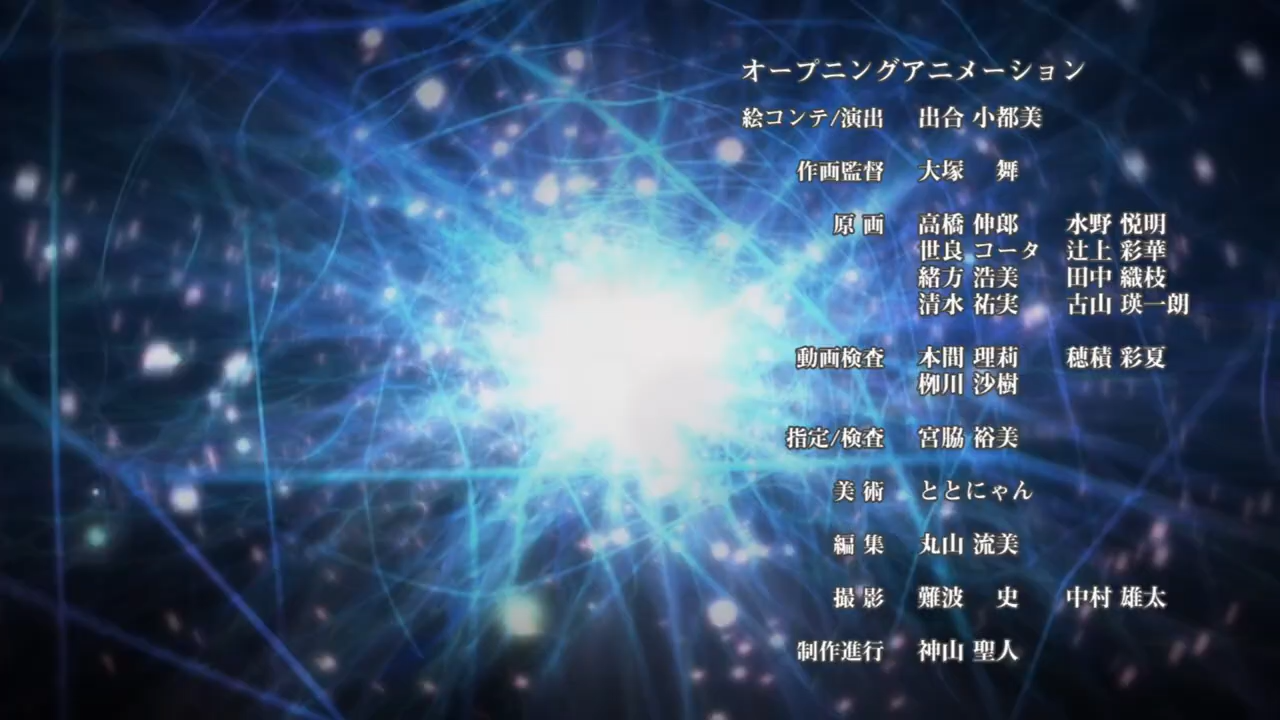 オープニングアニメーション
絵コンテ/演出 出合 小都美
作画監督 大塚 舞
原 画 高橋 伸郎 水野 悦明
世良 コータ 辻上 彩華
緒方 浩美 田中 織枝
清水 祐実 古山 瑛一朗
動画検査 本間 理莉 穂積 彩夏
栁川 沙樹
指定/検査 宮脇 裕美
美 術 ととにゃん
編 集 丸山 流美
撮 影 難波 史 中村 雄太
制作進行 神山 聖人